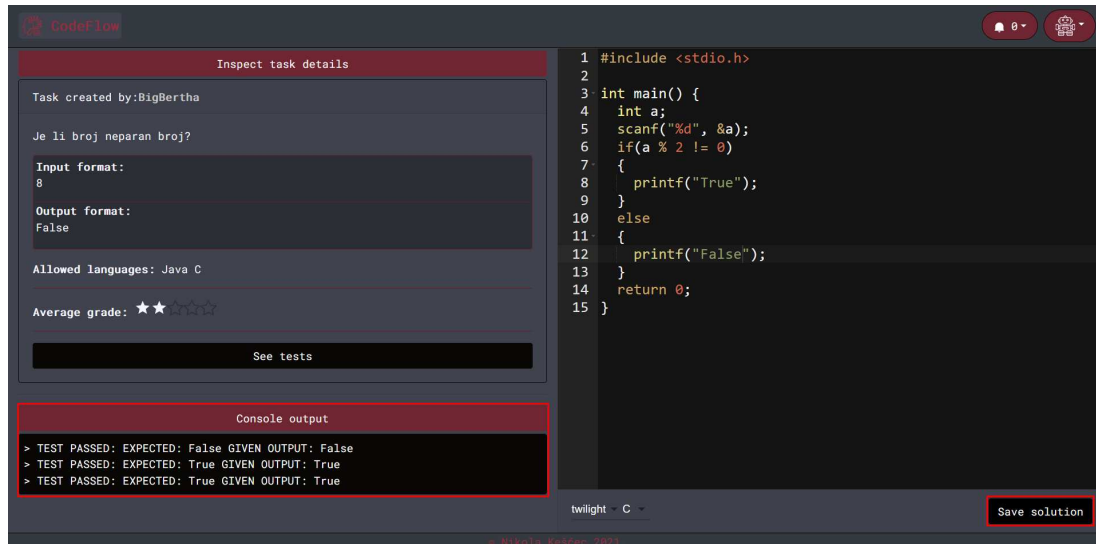 CodeFlow
0
Inspect task details
Task created by:BigBertha
Je li broj neparan broj?
Input format:
8
Output format:
False
Allowed languages: Java C
Average grade:
See tests
Console output
> TEST PASSED: EXPECTED: False GIVEN OUTPUT: False
> TEST PASSED: EXPECTED: True GIVEN OUTPUT: True
> TEST PASSED: EXPECTED: True GIVEN OUTPUT: True
1 #include <stdio.h>
2
3 int main() {
4   int a;
5   scanf("%d", &a);
6   if(a % 2 != 0)
7   {
8     printf("True");
9   }
10   else
11   {
12     printf("False");
13   }
14   return 0;
15 }
twilight C
Save solution
© Nikola Keščec 2021